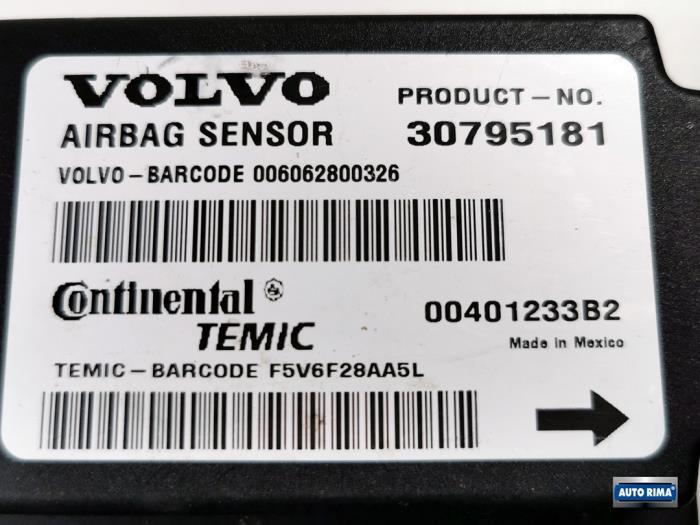 VOLVO PRODUCT-NO.
AIRBAG SENSOR 30795181
VOLVO-BARCODE 006062800326
Continental 00401233B2
TEMIC Made in Mexico
TEMIC-BARCODE F5V6F28AA5L
AUTO RIMA